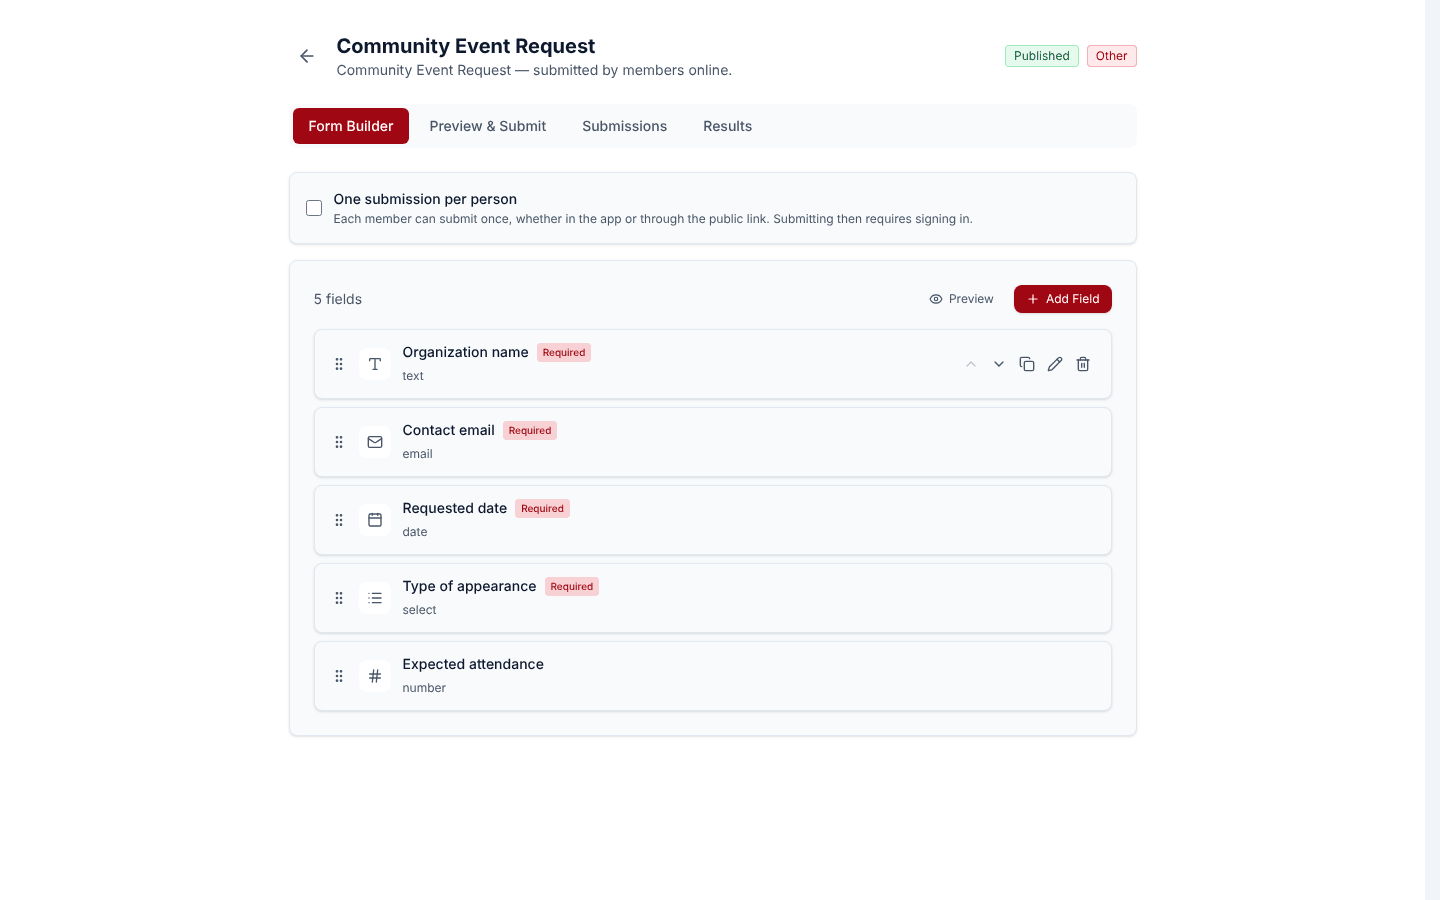 Community Event Request
Community Event Request — submitted by members online.
Published
Other
Form Builder
Preview & Submit
Submissions
Results
One submission per person
Each member can submit once, whether in the app or through the public link. Submitting then requires signing in.
5 fields
Preview
Add Field
Organization name Required
text
Contact email Required
email
Requested date Required
date
Type of appearance Required
select
Expected attendance
number